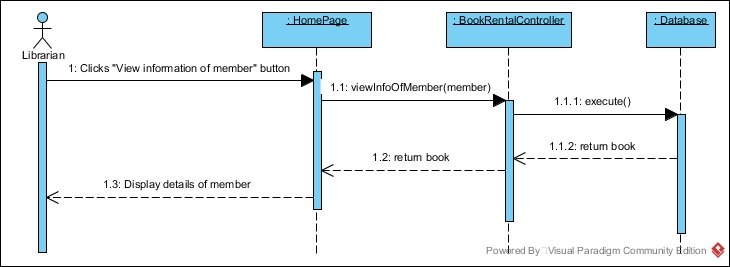 : HomePage
: BookRentalController
: Database
Librarian
1: Clicks "View information of member" button
1.1: viewInfoOfMember(member)
1.1.1: execute()
1.1.2: return book
1.2: return book
1.3: Display details of member
Powered By Visual Paradigm Community Edition